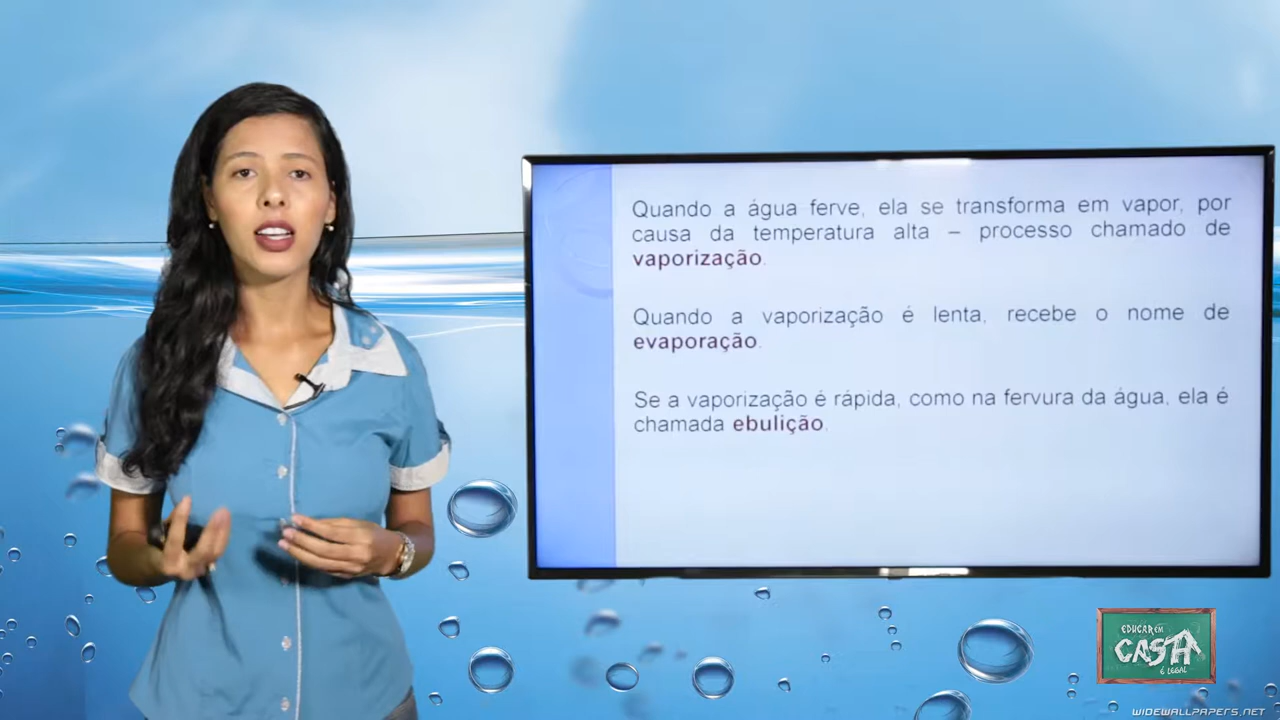 Quando a água ferve, ela se transforma em vapor, por
causa da temperatura alta – processo chamado de
vaporização.
Quando a vaporização é lenta, recebe o nome de
evaporação.
Se a vaporização é rápida, como na fervura da água, ela é
chamada ebulição.
EDUCAR EM
CASA
É LEGAL
WIDEWALLPAPERS.NET